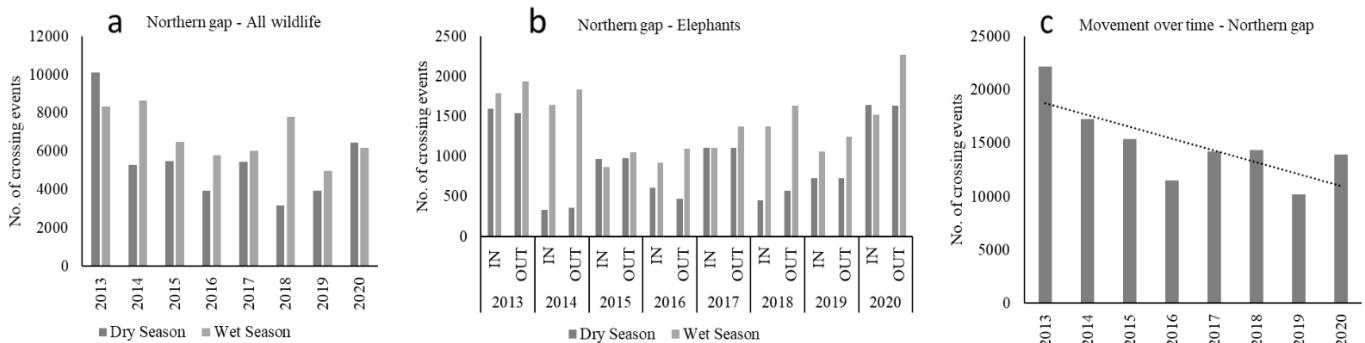 a
Northern gap - All wildlife
No. of crossing events
12000
10000
8000
6000
4000
2000
0
2013
2014
2015
2016
2017
2018
2019
2020
Dry Season
Wet Season
b
Northern gap - Elephants
No. of crossing events
2500
2000
1500
1000
500
0
IN
OUT
IN
OUT
IN
OUT
IN
OUT
IN
OUT
IN
OUT
IN
OUT
IN
OUT
2013
2014
2015
2016
2017
2018
2019
2020
Dry Season
Wet Season
c
Movement over time - Northern gap
No. of crossing events
25000
20000
15000
10000
5000
0
2013
2014
2015
2016
2017
2018
2019
2020